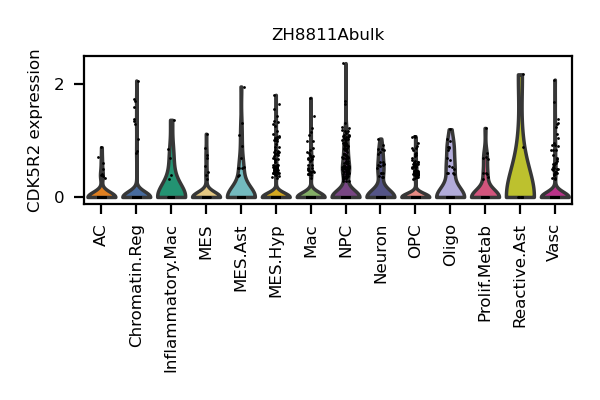 ZH8811Abulk
CDK5R2 expression
2
0
AC
Chromatin.Reg
Inflammatory.Mac
MES
MES.Ast
MES.Hyp
Mac
NPC
Neuron
OPC
Oligo
Prolif.Metab
Reactive.Ast
Vasc